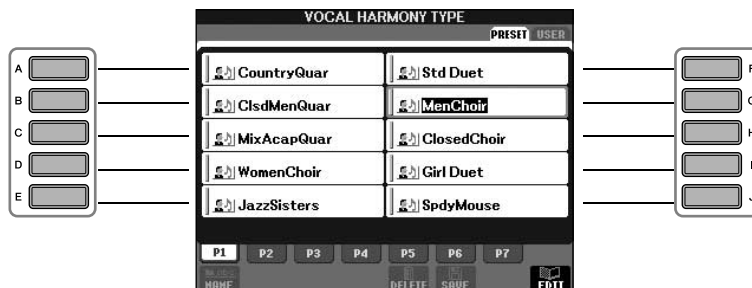 VOCAL HARMONY TYPE
PRESET USER
A CountryQuar Std Duet
B ClsdMenQuar MenChoir
C MixAcapQuar ClosedChoir
D WomenChoir Girl Duet
E JazzSisters SpdyMouse
P1 P2 P3 P4 P5 P6 P7
NAME DELETE SAVE EDIT